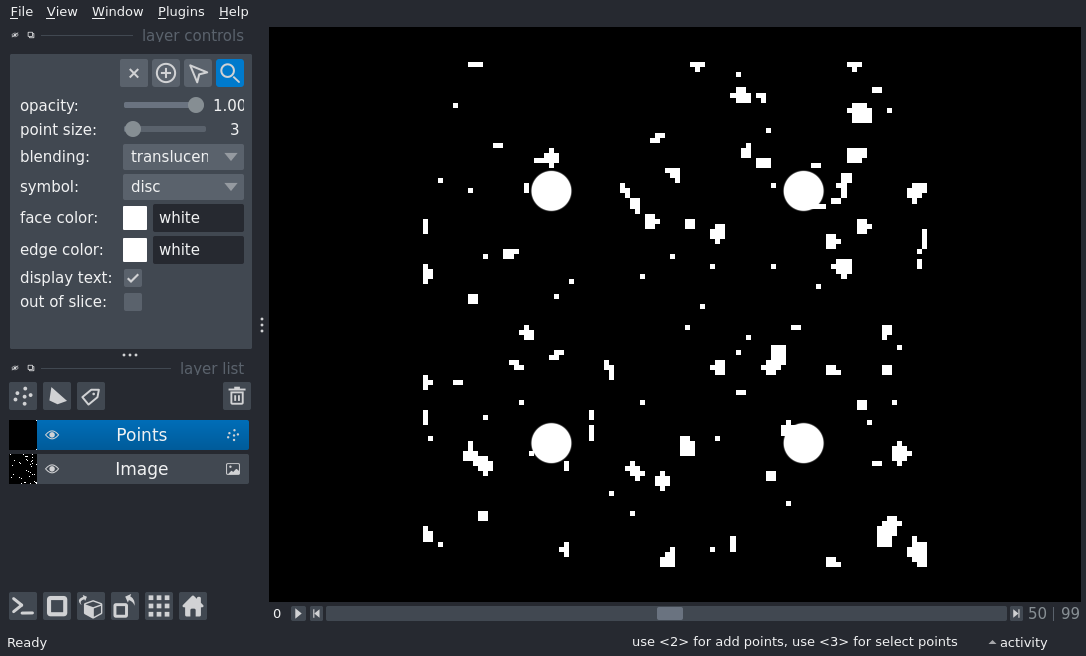 File View Window Plugins Help
layer controls
opacity: 1.00
point size: 3
blending: translucen
symbol: disc
face color: white
edge color: white
display text:
out of slice:
layer list
Points
Image
0 50 | 99
Ready use <2> for add points, use <3> for select points activity